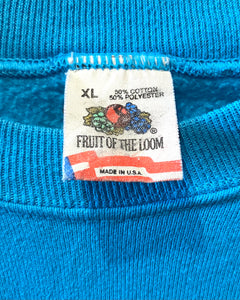 XL 50% COTTON
50% POLYESTER
FRUIT OF THE LOOM
MADE IN U.S.A.